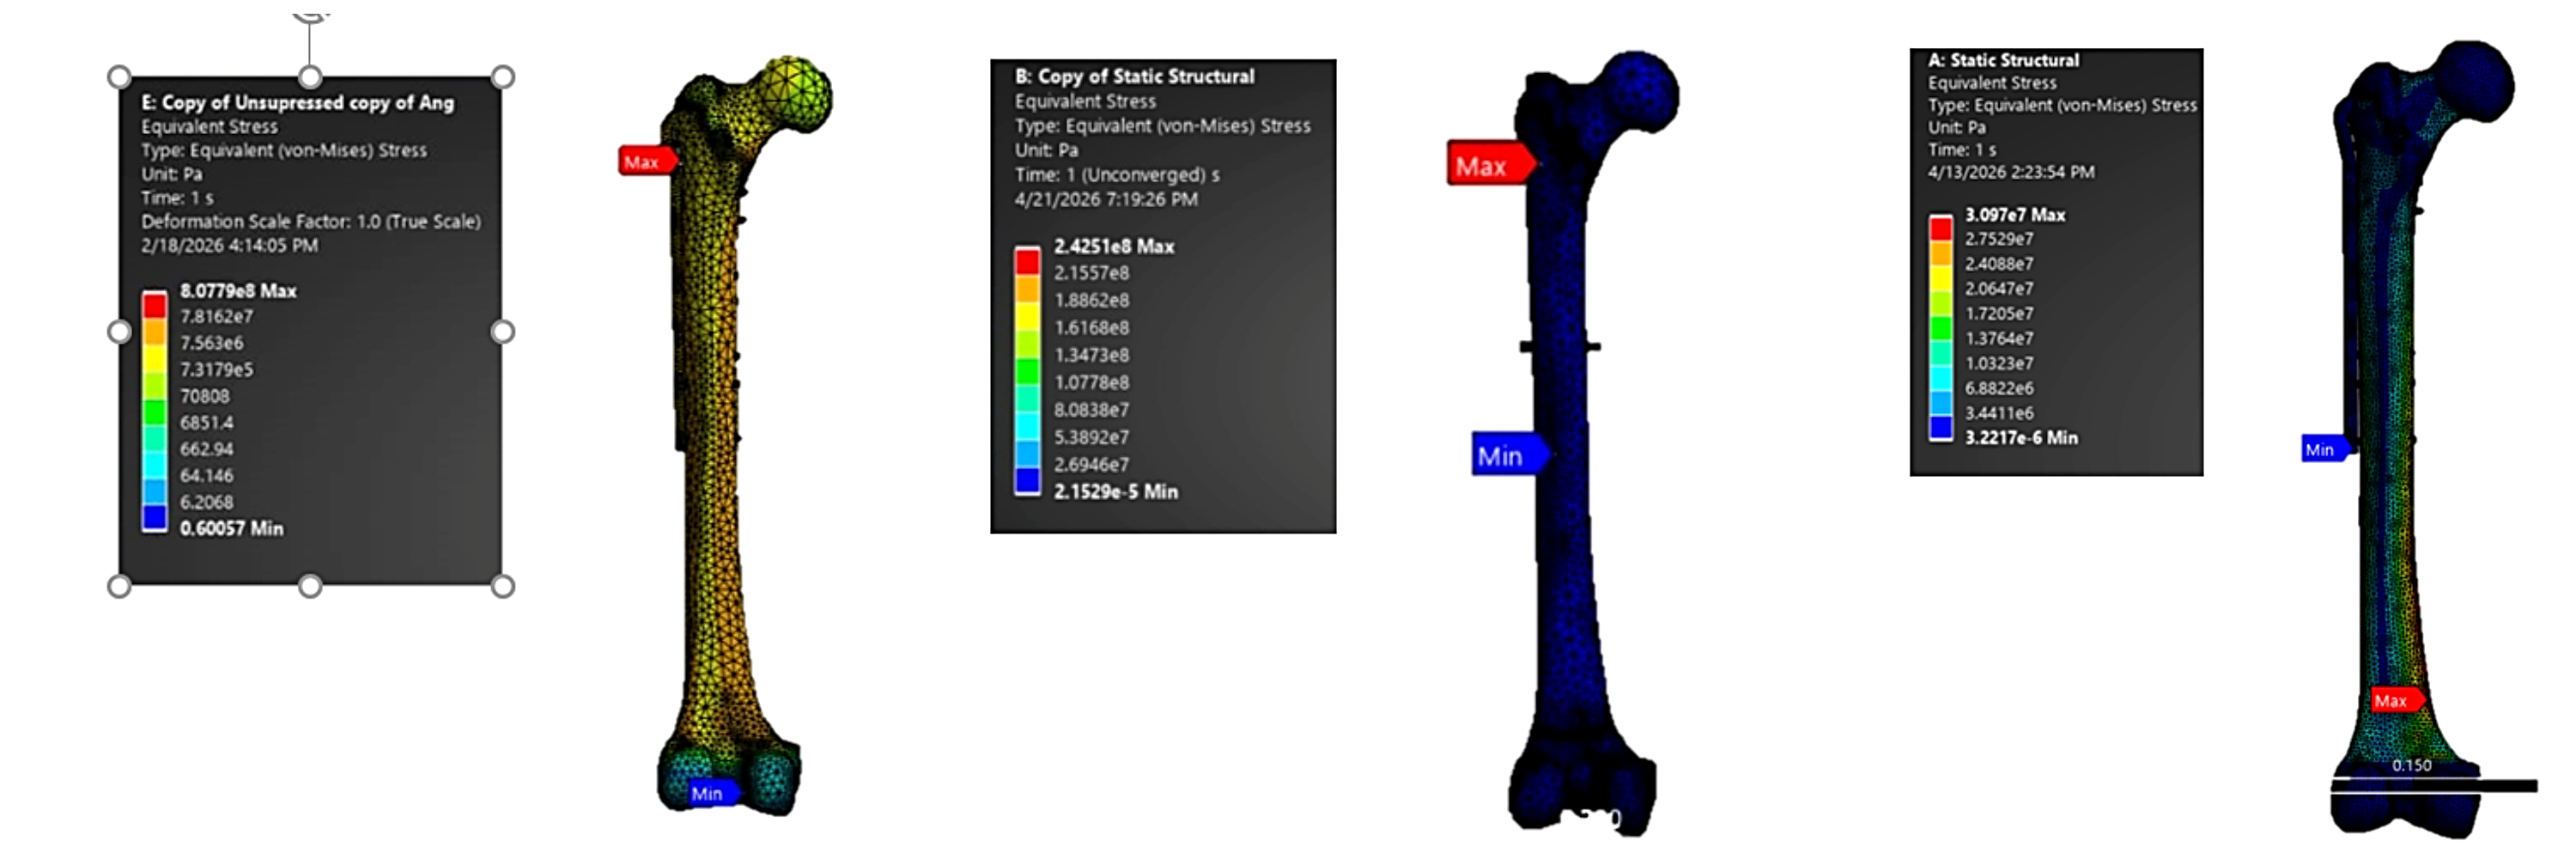 E: Copy of Unsupressed copy of Ang
Equivalent Stress
Type: Equivalent (von-Mises) Stress
Unit: Pa
Time: 1 s
Deformation Scale Factor: 1.0 (True Scale)
2/18/2026 4:14:05 PM
8.0779e8 Max
7.8162e7
7.563e6
7.3179e5
70808
6851.4
662.94
64.146
6.2068
0.60057 Min
Max
Min
B: Copy of Static Structural
Equivalent Stress
Type: Equivalent (von-Mises) Stress
Unit: Pa
Time: 1 (Unconverged) s
4/21/2026 7:19:26 PM
2.4251e8 Max
2.1557e8
1.8862e8
1.6168e8
1.3473e8
1.0778e8
8.0838e7
5.3892e7
2.6946e7
2.1529e-5 Min
Max
Min
A: Static Structural
Equivalent Stress
Type: Equivalent (von-Mises) Stress
Unit: Pa
Time: 1 s
4/13/2026 2:23:54 PM
3.097e7 Max
2.7529e7
2.4088e7
2.0647e7
1.7205e7
1.3764e7
1.0323e7
6.8822e6
3.4411e6
3.2217e-6 Min
Min
Max
0.150